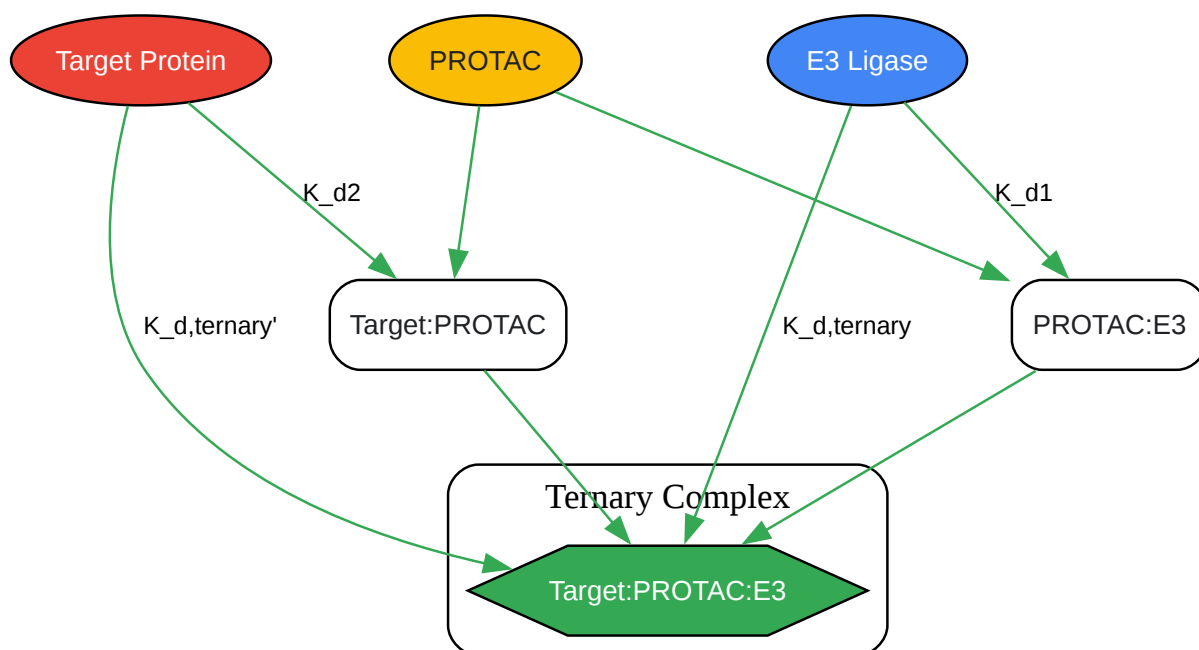 Target Protein
PROTAC
E3 Ligase
K_d2
K_d1
Target:PROTAC
K_d,ternary'
K_d,ternary
PROTAC:E3
Ternary Complex
Target:PROTAC:E3